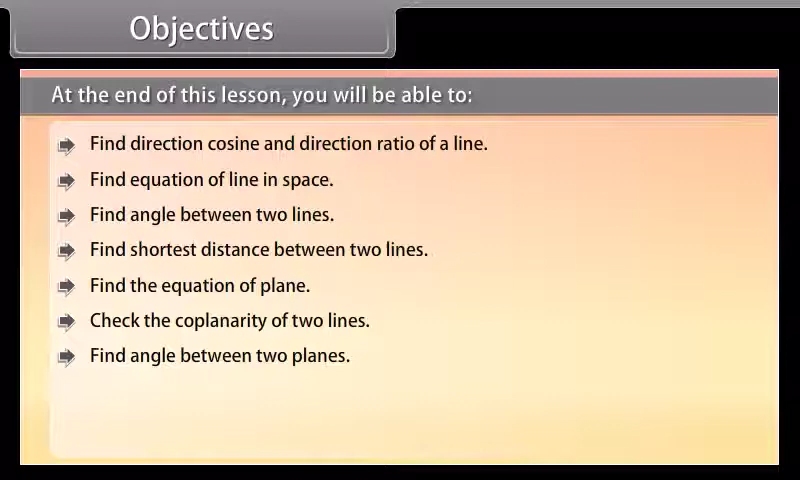 Objectives
At the end of this lesson, you will be able to:
Find direction cosine and direction ratio of a line.
Find equation of line in space.
Find angle between two lines.
Find shortest distance between two lines.
Find the equation of plane.
Check the coplanarity of two lines.
Find angle between two planes.